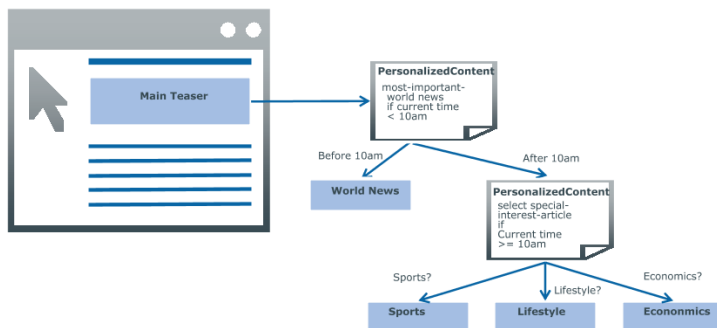 PersonalizedContent
most-important-
world news
if current time
< 10am
Main Teaser
Before 10am
After 10am
World News
PersonalizedContent
select special-
interest-article
if
Current time
>= 10am
Sports?
Lifestyle?
Economics?
Sports
Lifestyle
Econonmics